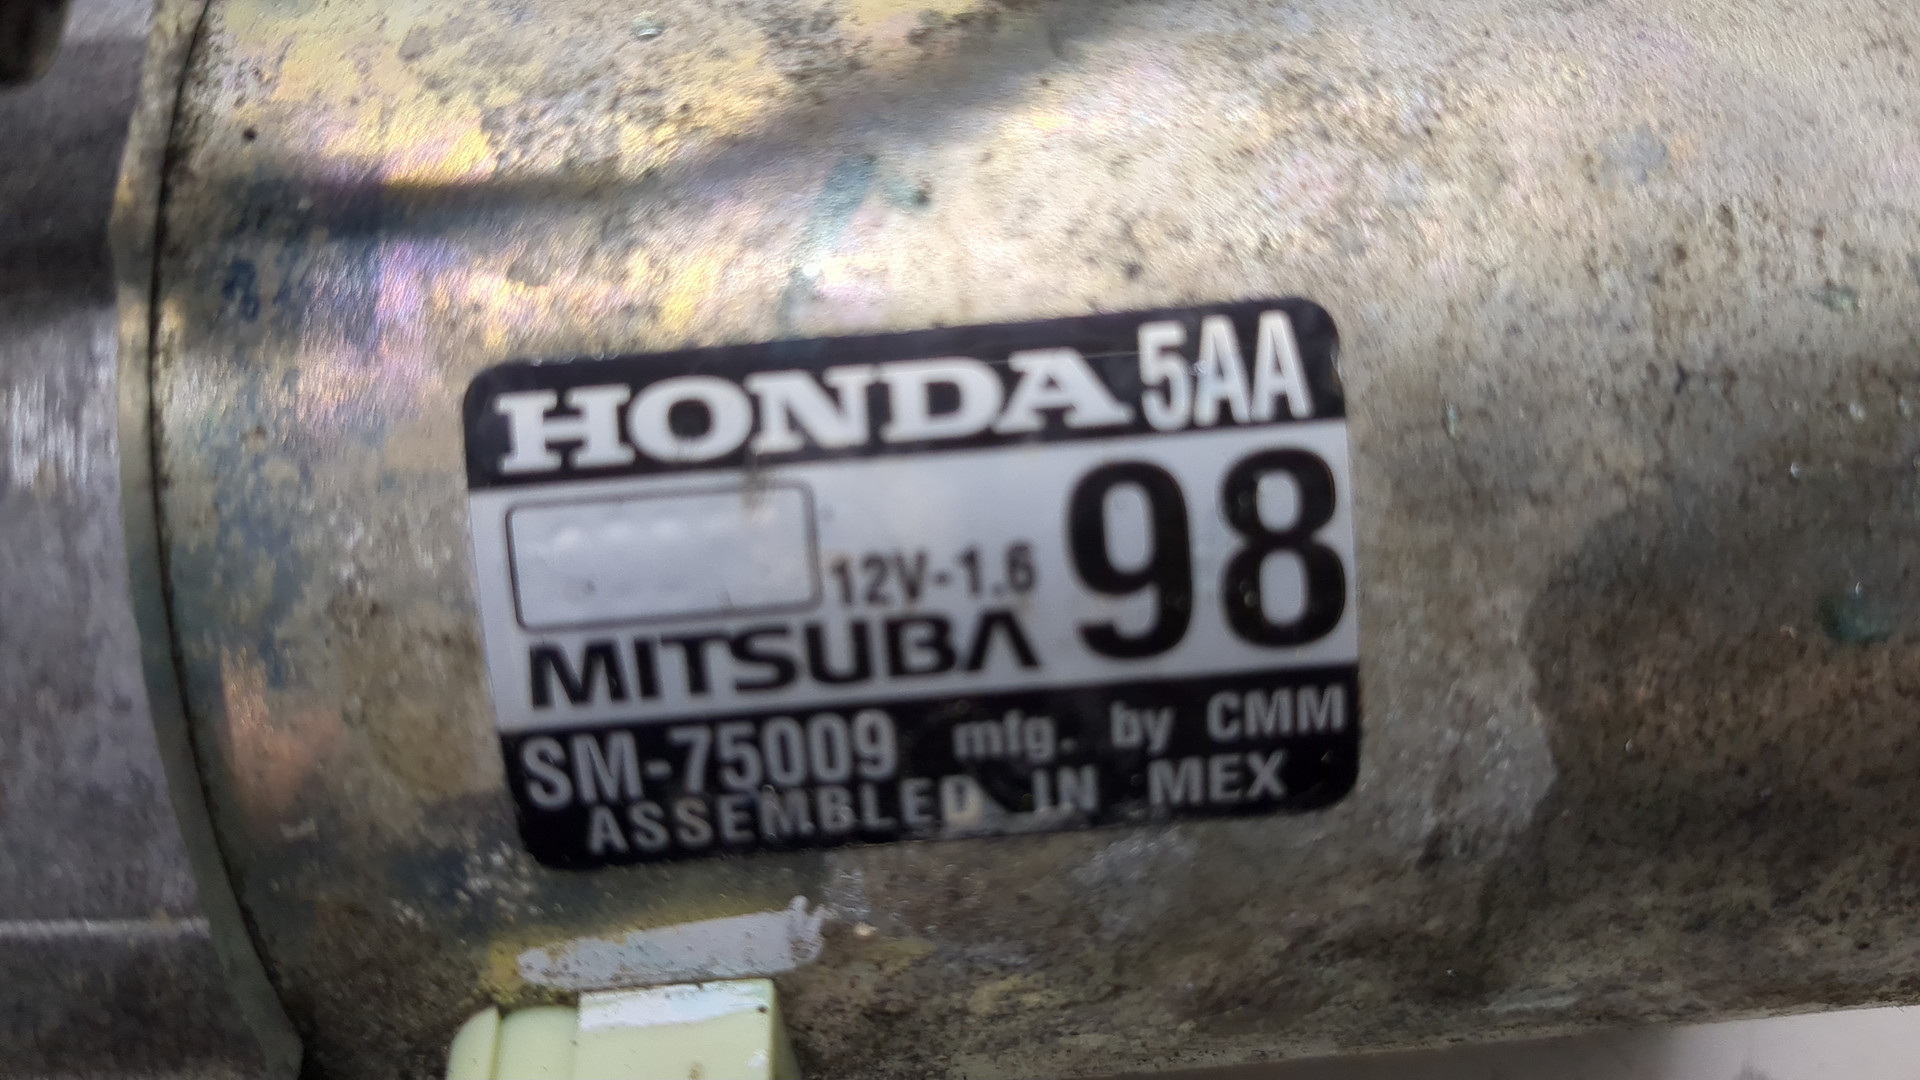 HONDA 5AA
12V-1.6 98
MITSUBA
SM-75009 mfg. by CMM
ASSEMBLED IN MEX